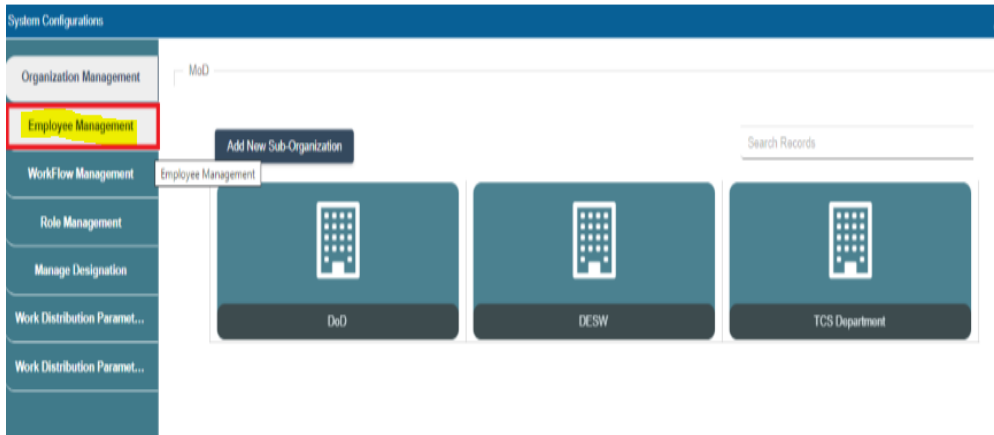 System Configurations
Organization Management
Employee Management
WorkFlow Management
Role Management
Manage Designation
Work Distribution Paramet...
Work Distribution Paramet...
MoD
Add New Sub-Organization
Search Records
Employee Management
DoD
DESW
TCS Department